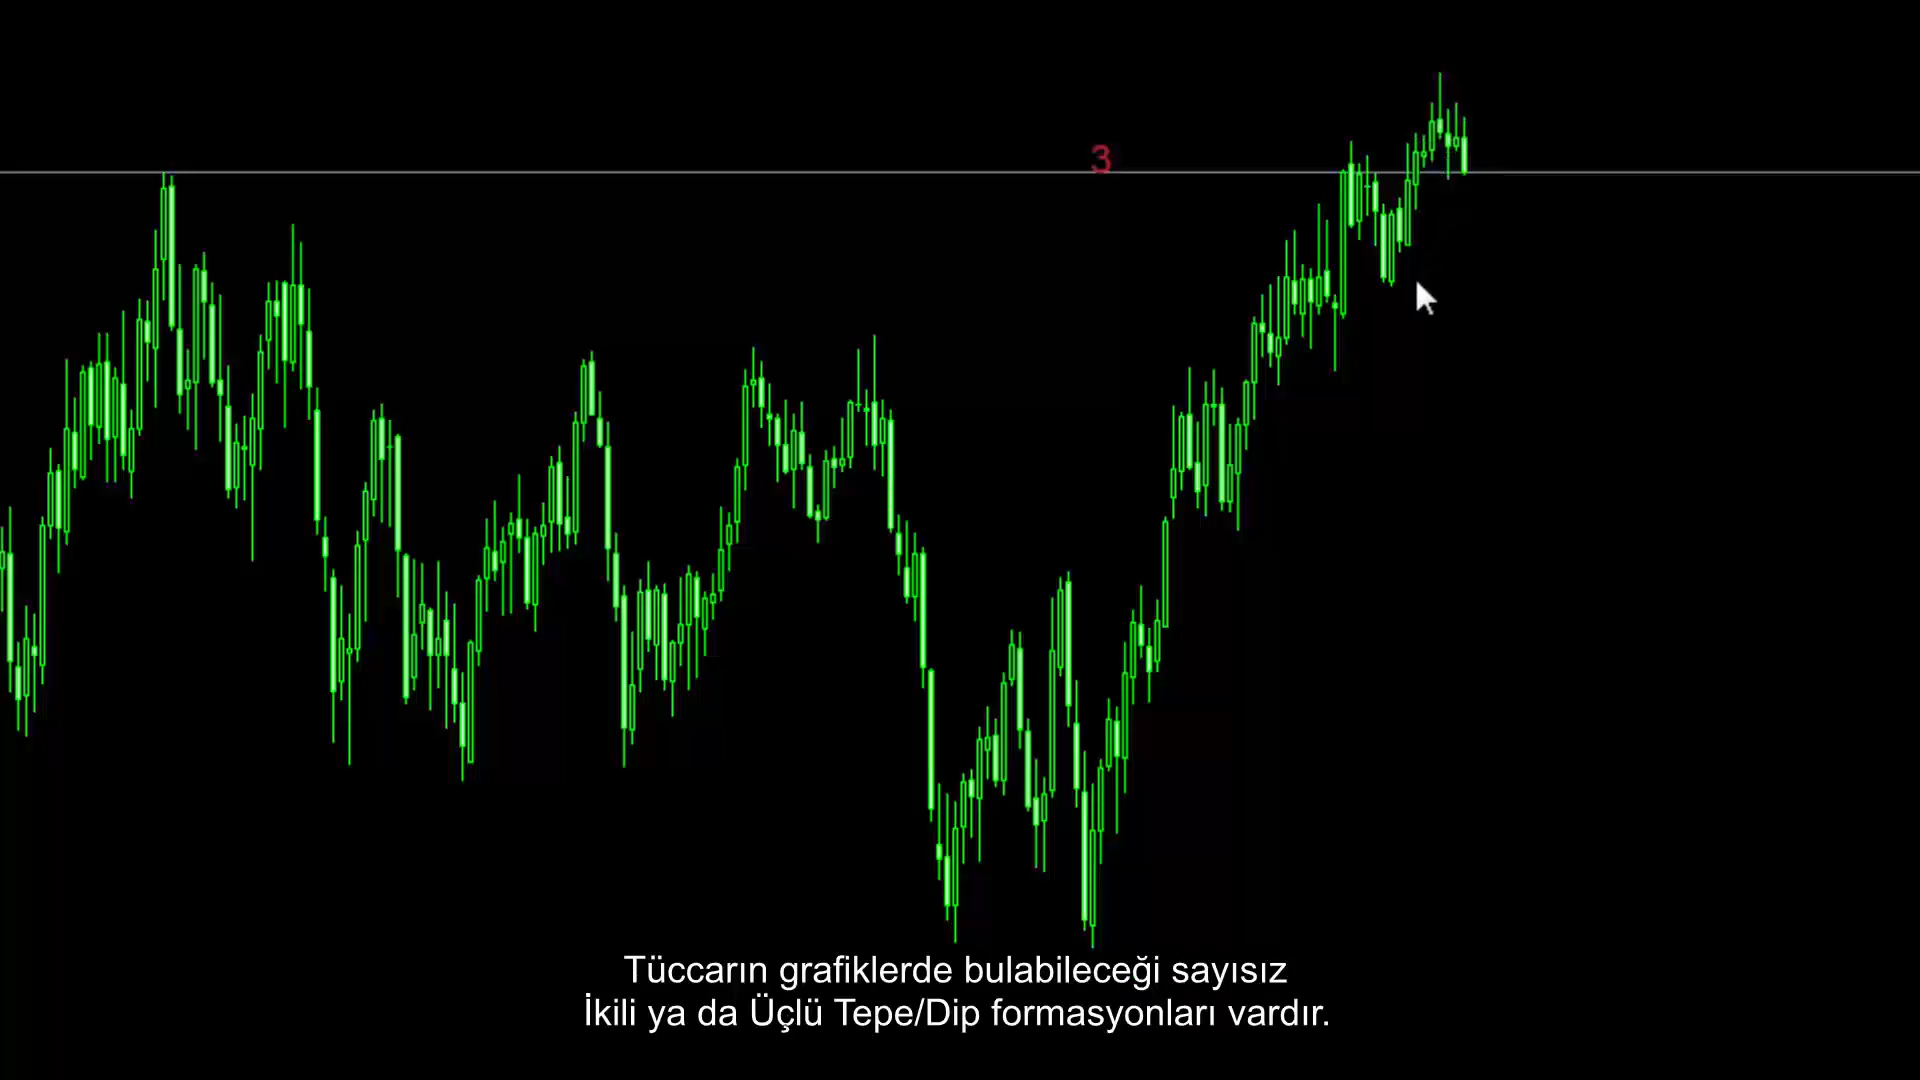 3
Tüccarın grafiklerde bulabileceği sayısız
İkili ya da Üçlü Tepe/Dip formasyonları vardır.